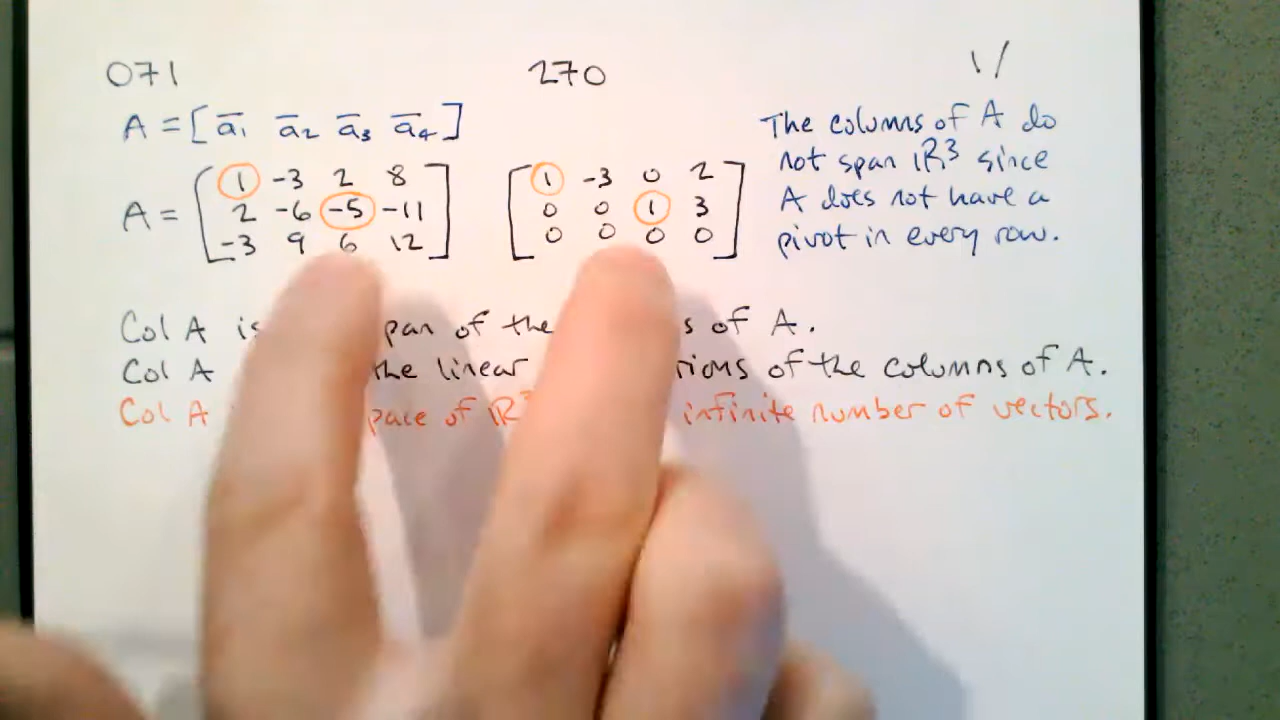 071 270 1/
A = [ā1 ā2 ā3 ā4]
A = [1 -3 2 8
2 -6 -5 -11
-3 9 6 12]
[1 -3 0 2
0 0 1 3
0 0 0 0]
The columns of A do
not span ℝ³ since
A does not have a
pivot in every row.
Col A is of the of A.
Col A the linear of the columns of A.
Col A of ℝ³ infinite number of vectors.